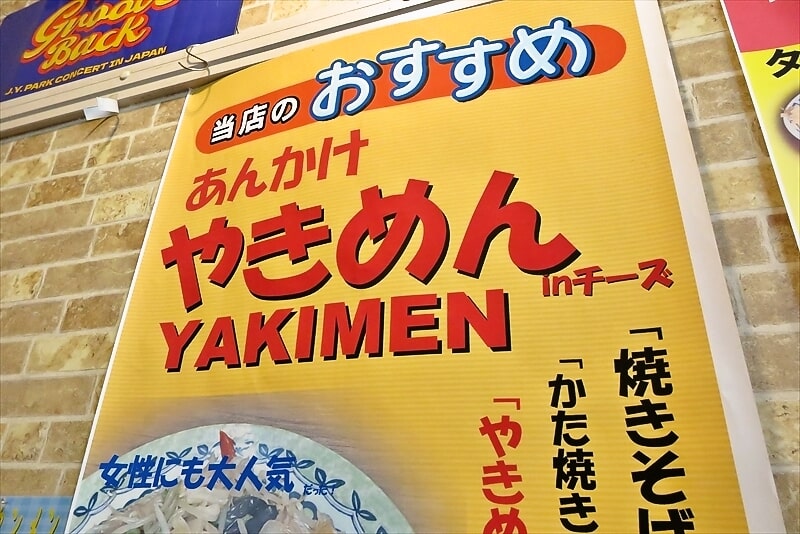 Groove
Back
J.Y. PARK CONCERT IN JAPAN
当店のおすすめ
あんかけ
やきめん
inチーズ
YAKIMEN
「焼きそば
「かた焼き
「やきめ
女性にも大人気
タ